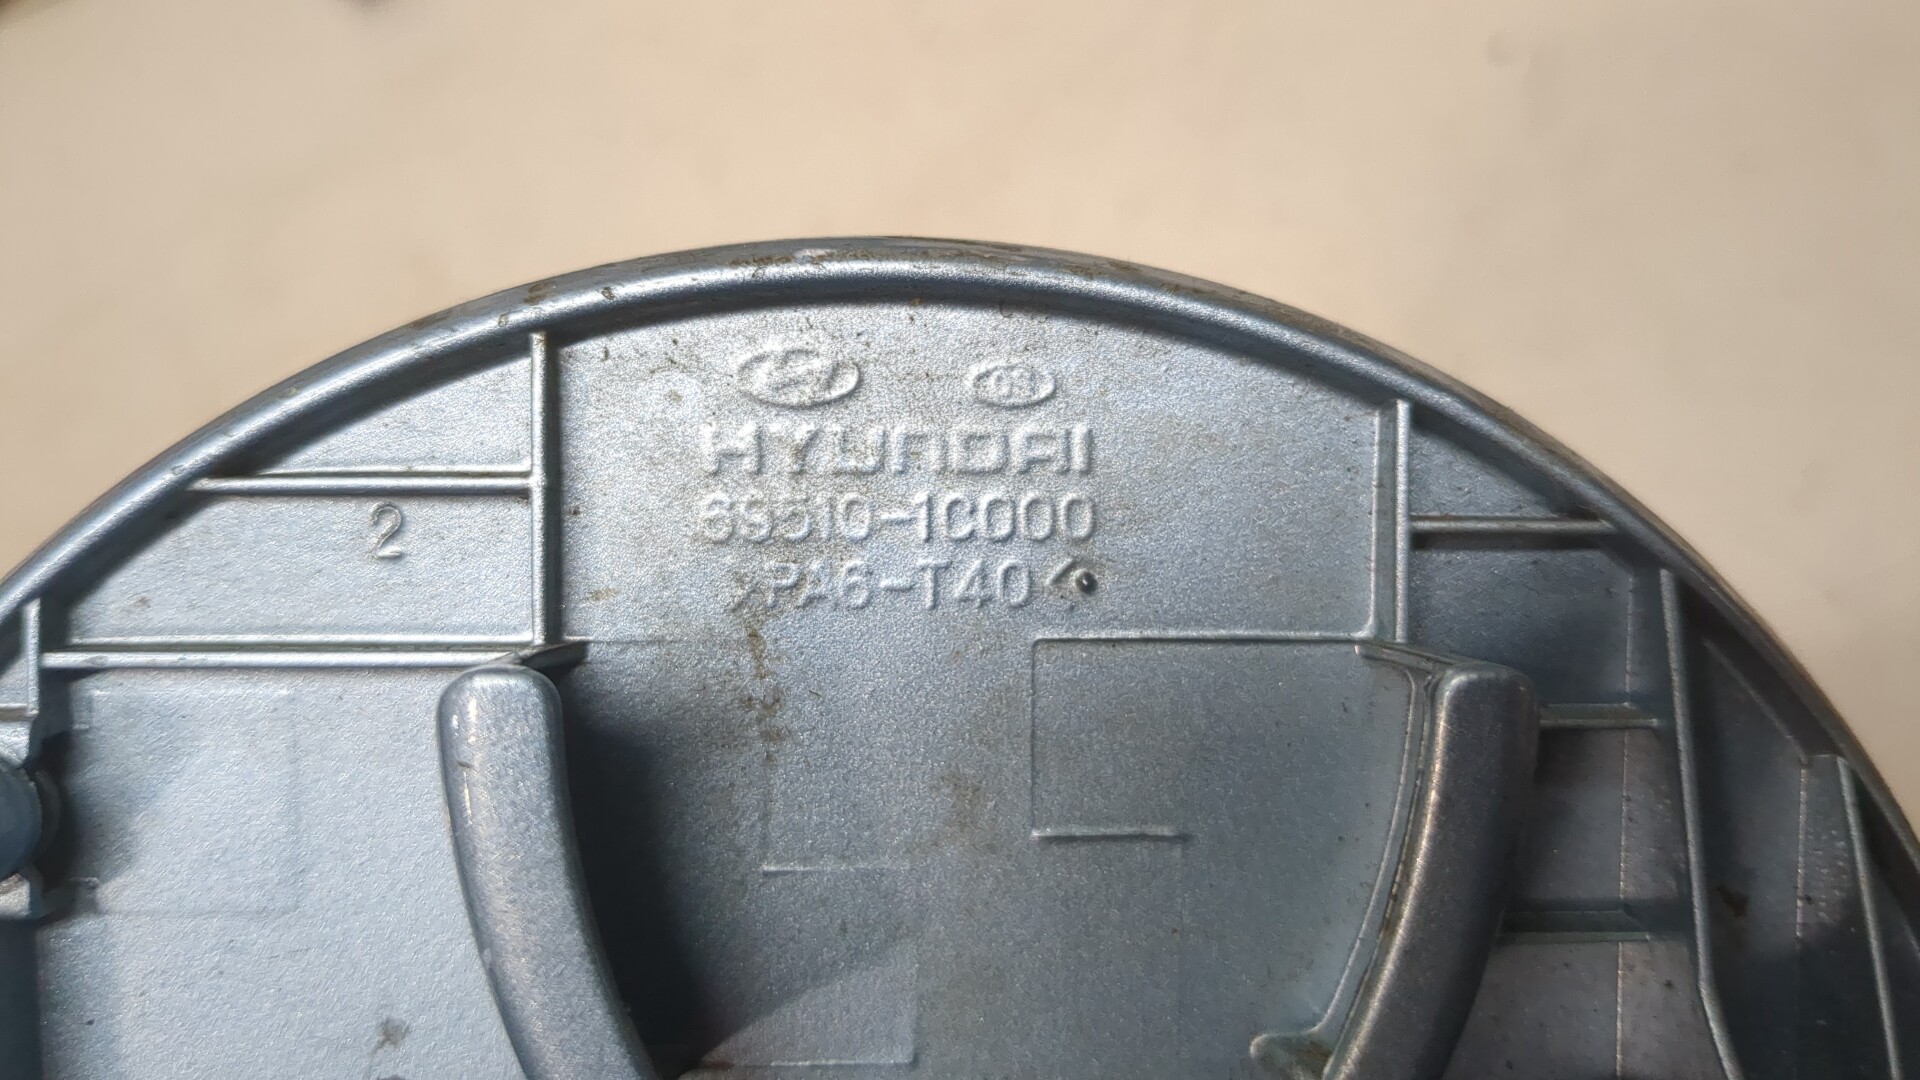 HYUNDAI
2
69510-1C000
>PA6-T40<